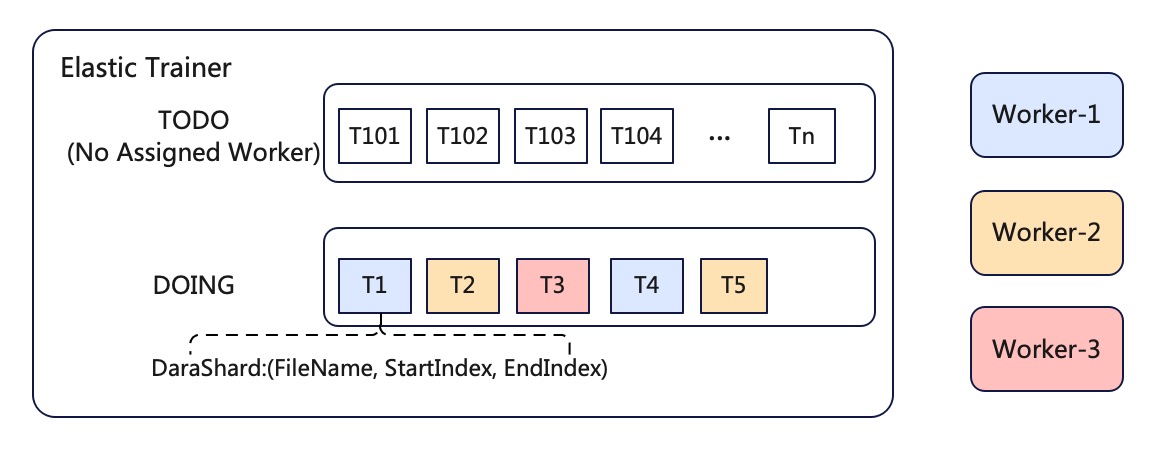 Elastic Trainer
TODO
(No Assigned Worker)
T101 T102 T103 T104 ... Tn
DOING
T1 T2 T3 T4 T5
DaraShard:(FileName, StartIndex, EndIndex)
Worker-1
Worker-2
Worker-3